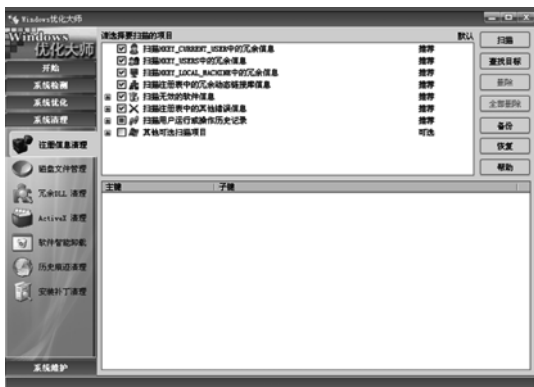 Windows优化大师
Windows
优化大师
开始
系统检测
系统优化
系统清理
注册信息清理
磁盘文件管理
冗余DLL 清理
ActiveX 清理
软件智能卸载
历史痕迹清理
安装补丁清理
系统维护
请选择要扫描的项目 默认
扫描HKEY_CURRENT_USER中的冗余信息 推荐
扫描HKEY_USERS中的冗余信息 推荐
扫描HKEY_LOCAL_MACHINE中的冗余信息 推荐
扫描注册表中的冗余动态链接库信息 推荐
扫描无效的软件信息 推荐
扫描注册表中的其他错误信息 推荐
扫描用户运行或操作历史记录 推荐
其他可选扫描项目 可选
扫描
查找目标
删除
全部删除
备份
恢复
帮助
主键 子键